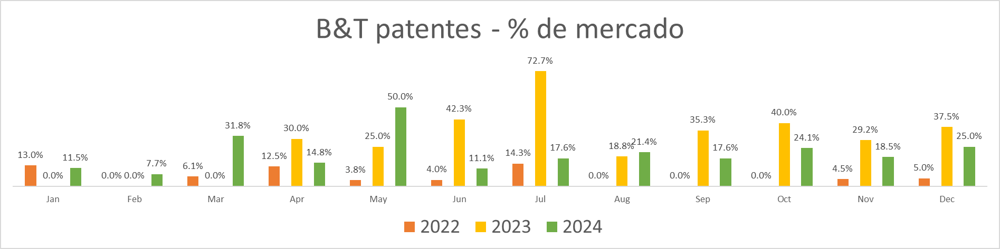 B&T patentes - % de mercado
13.0% 0.0% 11.5%
0.0% 0.0% 7.7%
6.1% 0.0% 31.8%
12.5% 30.0% 14.8%
3.8% 25.0% 50.0%
4.0% 42.3% 11.1%
14.3% 72.7% 17.6%
0.0% 18.8% 21.4%
0.0% 35.3% 17.6%
0.0% 40.0% 24.1%
4.5% 29.2% 18.5%
5.0% 37.5% 25.0%
Jan Feb Mar Apr May Jun Jul Aug Sep Oct Nov Dec
2022 2023 2024